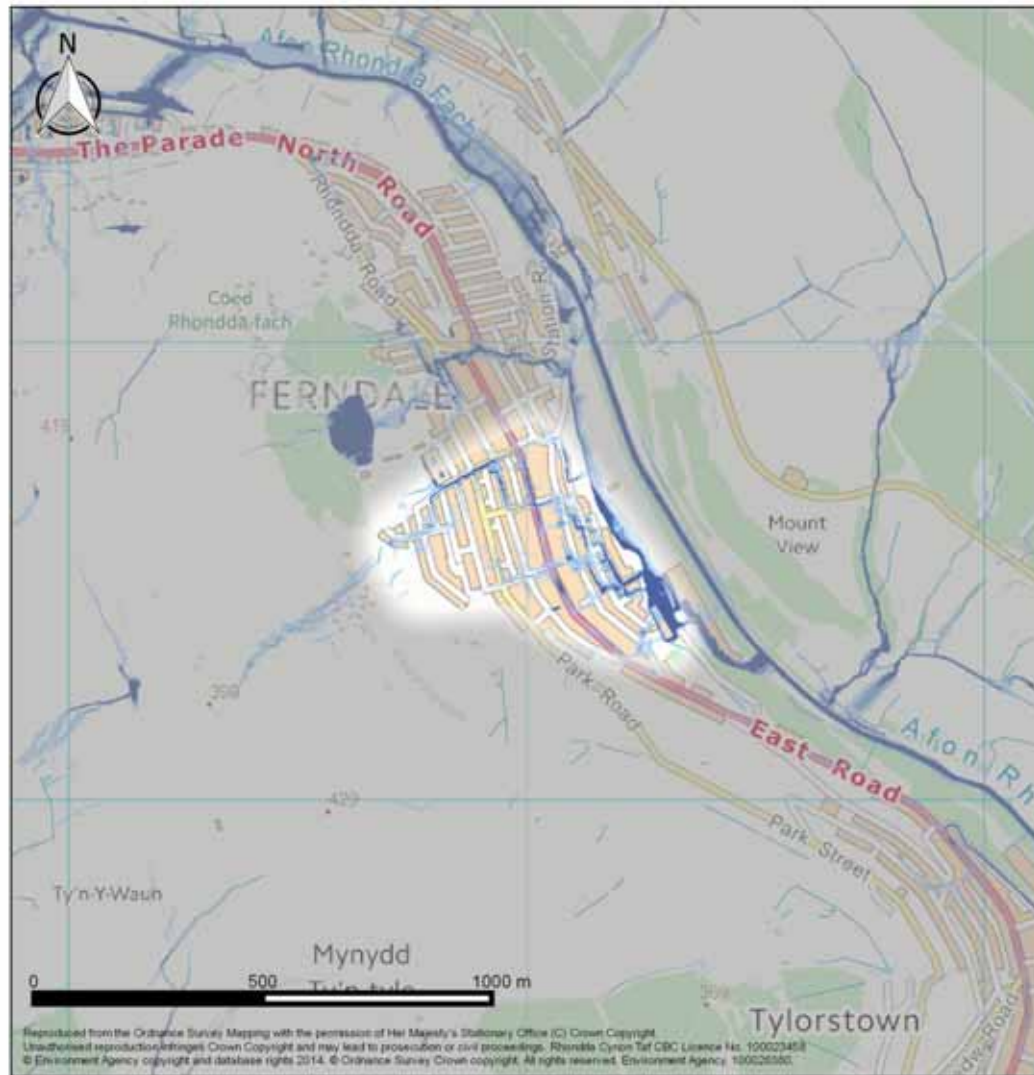 N
Afon Rhondda Fach
The Parade North Road
Rhondda Road
Station R
Coed
Rhondda-fach
FERNDALE
Mount
View
Park Road
East Road
Afon Rh
Park Street
Ty'n-Y-Waun
Mynydd
Ty'n-tyle
0 500 1000 m
Tylorstown
Reproduced from the Ordnance Survey Mapping with the permission of Her Majesty's Stationary Office (C) Crown Copyright.
Unauthorised reproduction infringes Crown Copyright and may lead to prosecution or civil proceedings. Rhondda Cynon Taf CBC Licence No. 100023458
© Environment Agency copyright and database rights 2014. © Ordnance Survey Crown copyright. All rights reserved. Environment Agency,